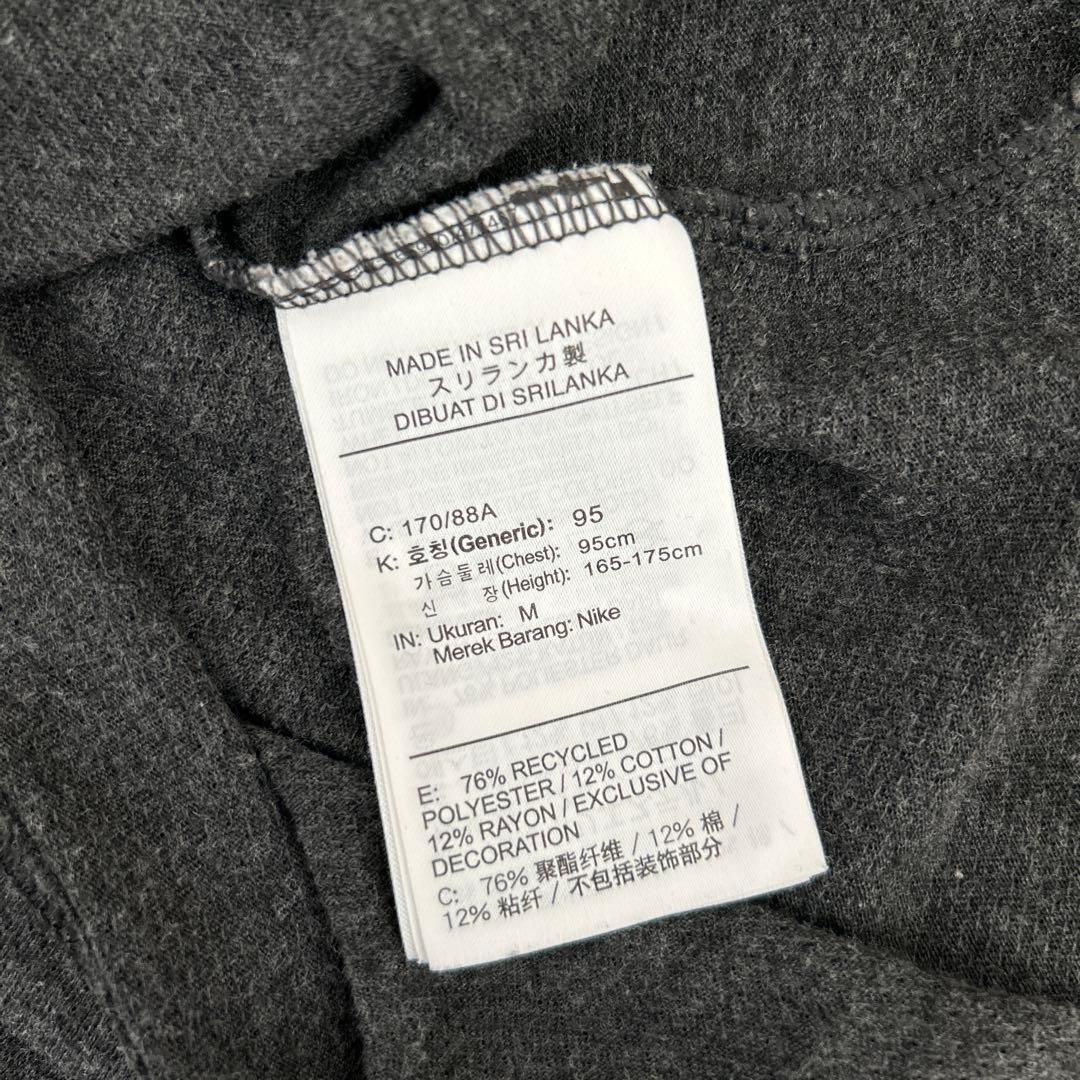 MADE IN SRI LANKA
スリランカ製
DIBUAT DI SRILANKA
C: 170/88A
K: 호칭(Generic): 95
가슴둘레(Chest): 95cm
신 장(Height): 165-175cm
IN: Ukuran: M
Merek Barang: Nike
E: 76% RECYCLED
POLYESTER / 12% COTTON /
12% RAYON / EXCLUSIVE OF
DECORATION
C: 76% 聚酯纤维 / 12% 棉 /
12% 粘纤 / 不包括装饰部分